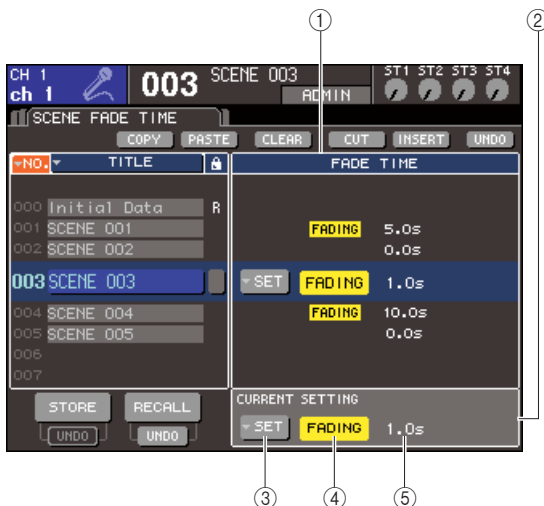 ① ②
CH 1
ch 1
003 SCENE 003
ADMIN
ST1 ST2 ST3 ST4
SCENE FADE TIME
COPY PASTE CLEAR CUT INSERT UNDO
NO. TITLE FADE TIME
000 Initial Data R
001 SCENE 001 FADING 5.0s
002 SCENE 002 0.0s
003 SCENE 003 SET FADING 1.0s
004 SCENE 004 FADING 10.0s
005 SCENE 005 0.0s
006
007
STORE RECALL
UNDO UNDO
CURRENT SETTING
SET FADING 1.0s
③ ④ ⑤